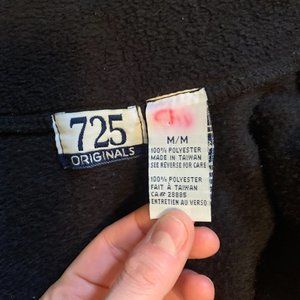 725
ORIGINALS
M/M
100% POLYESTER
MADE IN TAIWAN
SEE REVERSE FOR CARE
100% POLYESTER
FAIT À TAIWAN
CA# 28885
ENTRETIEN AU VERSO